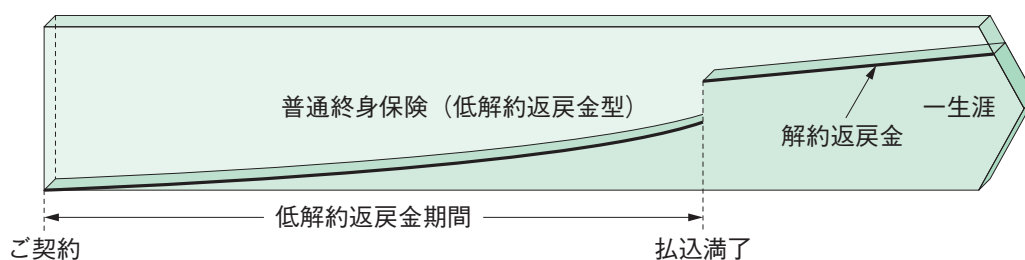 普通終身保険（低解約返戻金型）
一生涯
解約返戻金
低解約返戻金期間
ご契約
払込満了